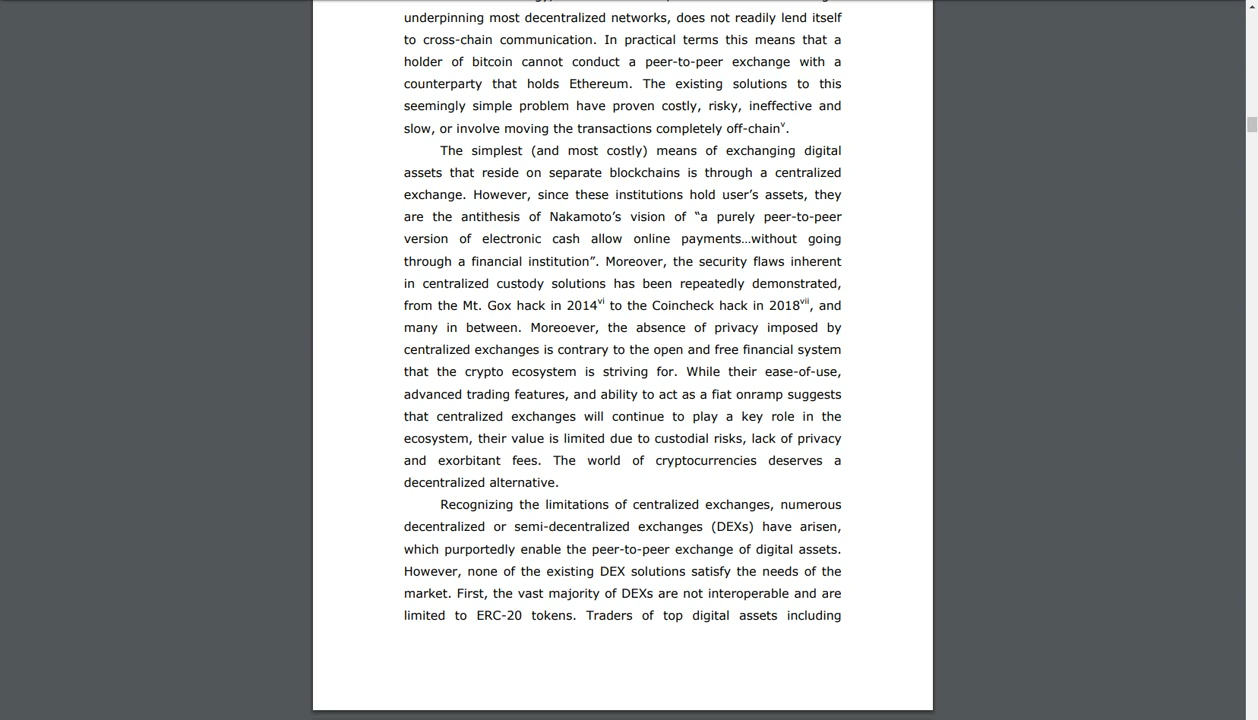 underpinning most decentralized networks, does not readily lend itself
to cross-chain communication. In practical terms this means that a
holder of bitcoin cannot conduct a peer-to-peer exchange with a
counterparty that holds Ethereum. The existing solutions to this
seemingly simple problem have proven costly, risky, ineffective and
slow, or involve moving the transactions completely off-chainv.
The simplest (and most costly) means of exchanging digital
assets that reside on separate blockchains is through a centralized
exchange. However, since these institutions hold user’s assets, they
are the antithesis of Nakamoto’s vision of “a purely peer-to-peer
version of electronic cash allow online payments…without going
through a financial institution”. Moreover, the security flaws inherent
in centralized custody solutions has been repeatedly demonstrated,
from the Mt. Gox hack in 2014vi to the Coincheck hack in 2018vii, and
many in between. Moreoever, the absence of privacy imposed by
centralized exchanges is contrary to the open and free financial system
that the crypto ecosystem is striving for. While their ease-of-use,
advanced trading features, and ability to act as a fiat onramp suggests
that centralized exchanges will continue to play a key role in the
ecosystem, their value is limited due to custodial risks, lack of privacy
and exorbitant fees. The world of cryptocurrencies deserves a
decentralized alternative.
Recognizing the limitations of centralized exchanges, numerous
decentralized or semi-decentralized exchanges (DEXs) have arisen,
which purportedly enable the peer-to-peer exchange of digital assets.
However, none of the existing DEX solutions satisfy the needs of the
market. First, the vast majority of DEXs are not interoperable and are
limited to ERC-20 tokens. Traders of top digital assets including